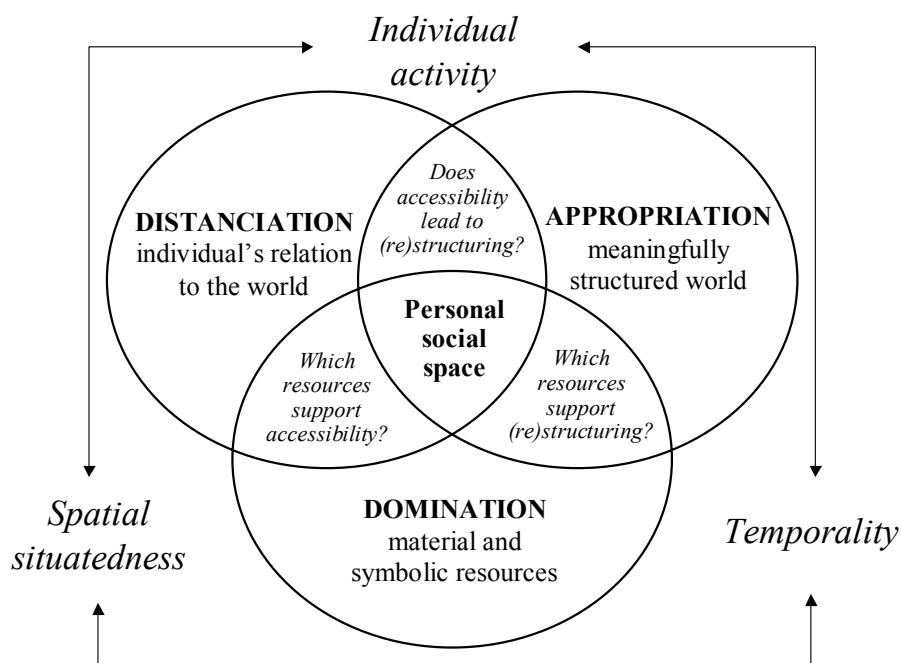 Individual
activity
Does
accessibility
lead to
(re)structuring?
DISTANCIATION
individual’s relation
to the world
APPROPRIATION
meaningfully
structured world
Personal
social
space
Which
resources
support
accessibility?
Which
resources
support
(re)structuring?
DOMINATION
material and
symbolic resources
Spatial
situatedness
Temporality